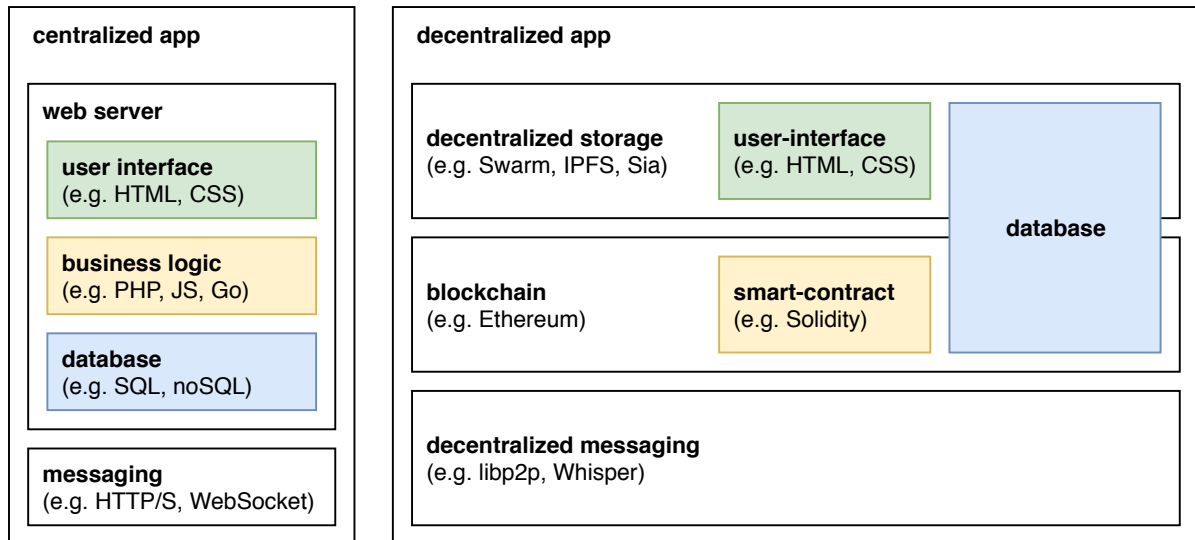 centralized app
web server
user interface
(e.g. HTML, CSS)
business logic
(e.g. PHP, JS, Go)
database
(e.g. SQL, noSQL)
messaging
(e.g. HTTP/S, WebSocket)
decentralized app
decentralized storage
(e.g. Swarm, IPFS, Sia)
user-interface
(e.g. HTML, CSS)
database
blockchain
(e.g. Ethereum)
smart-contract
(e.g. Solidity)
decentralized messaging
(e.g. libp2p, Whisper)